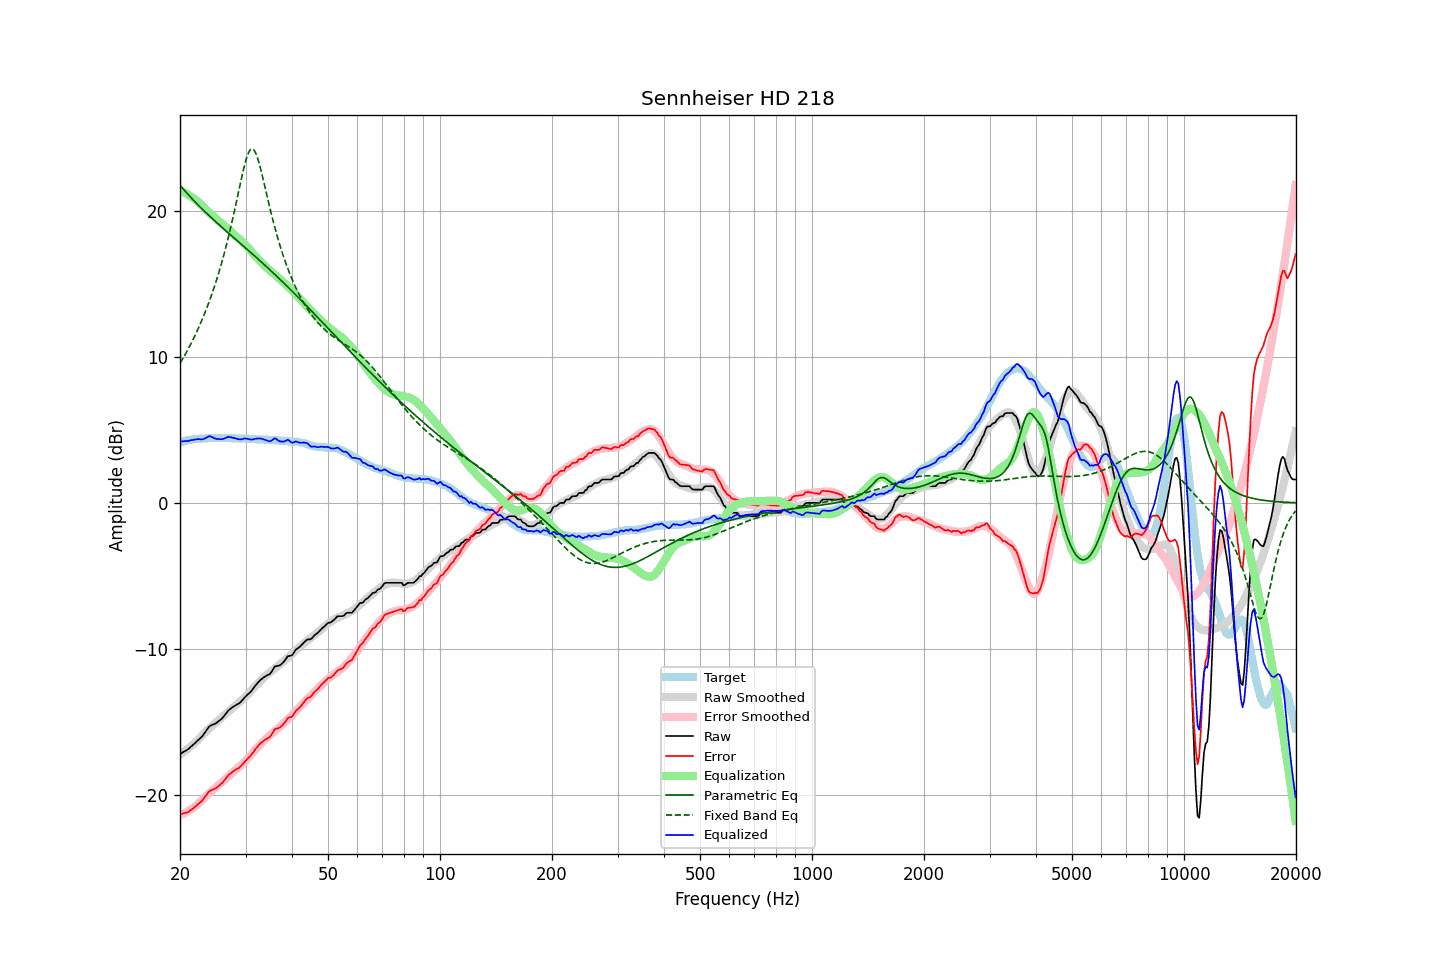 Sennheiser HD 218
Amplitude (dBr)
20
10
0
−10
−20
Target
Raw Smoothed
Error Smoothed
Raw
Error
Equalization
Parametric Eq
Fixed Band Eq
Equalized
20 50 100 200 500 1000 2000 5000 10000 20000
Frequency (Hz)